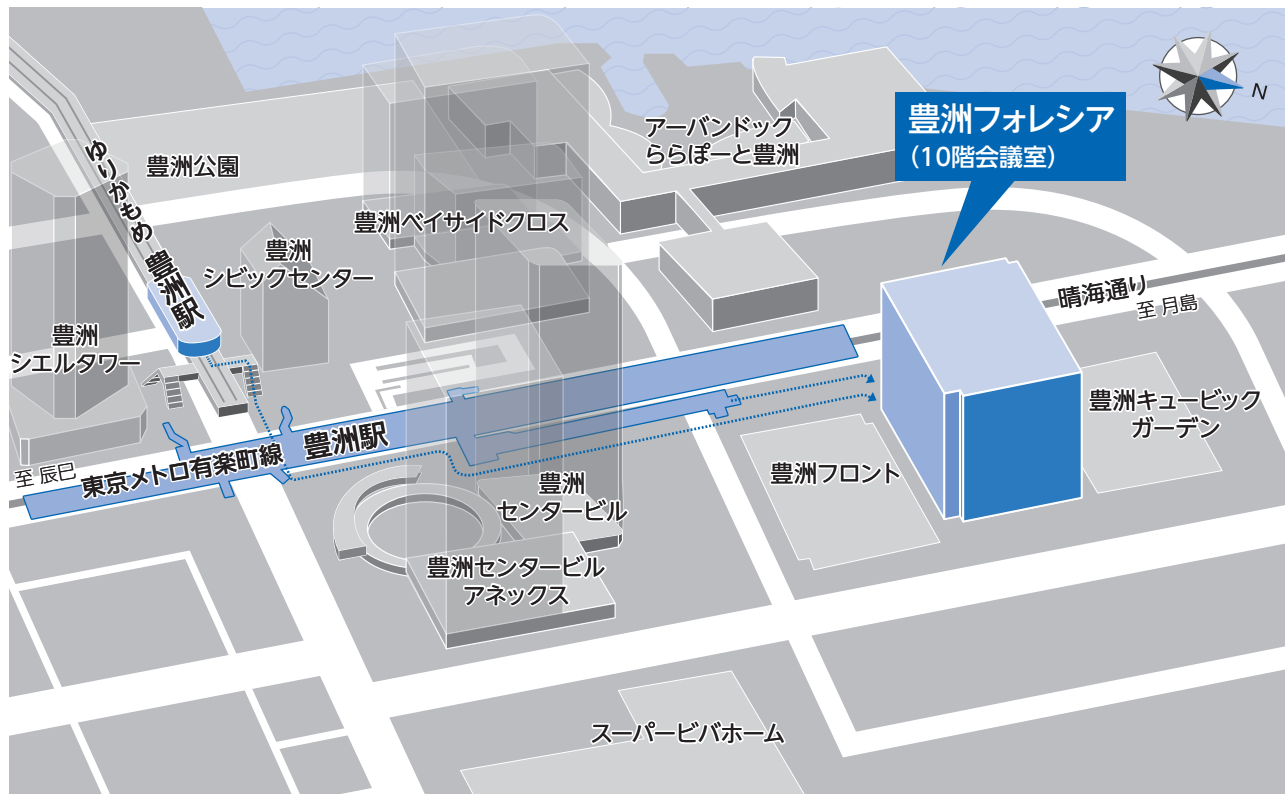 N
豊洲フォレシア
（10階会議室）
アーバンドック
ららぽーと豊洲
豊洲公園
ゆりかもめ
豊洲駅
豊洲ベイサイドクロス
豊洲
シビックセンター
晴海通り
至 月島
豊洲
シエルタワー
豊洲キュービック
ガーデン
豊洲駅
東京メトロ有楽町線
至 辰巳
豊洲フロント
豊洲
センタービル
豊洲センタービル
アネックス
スーパービバホーム